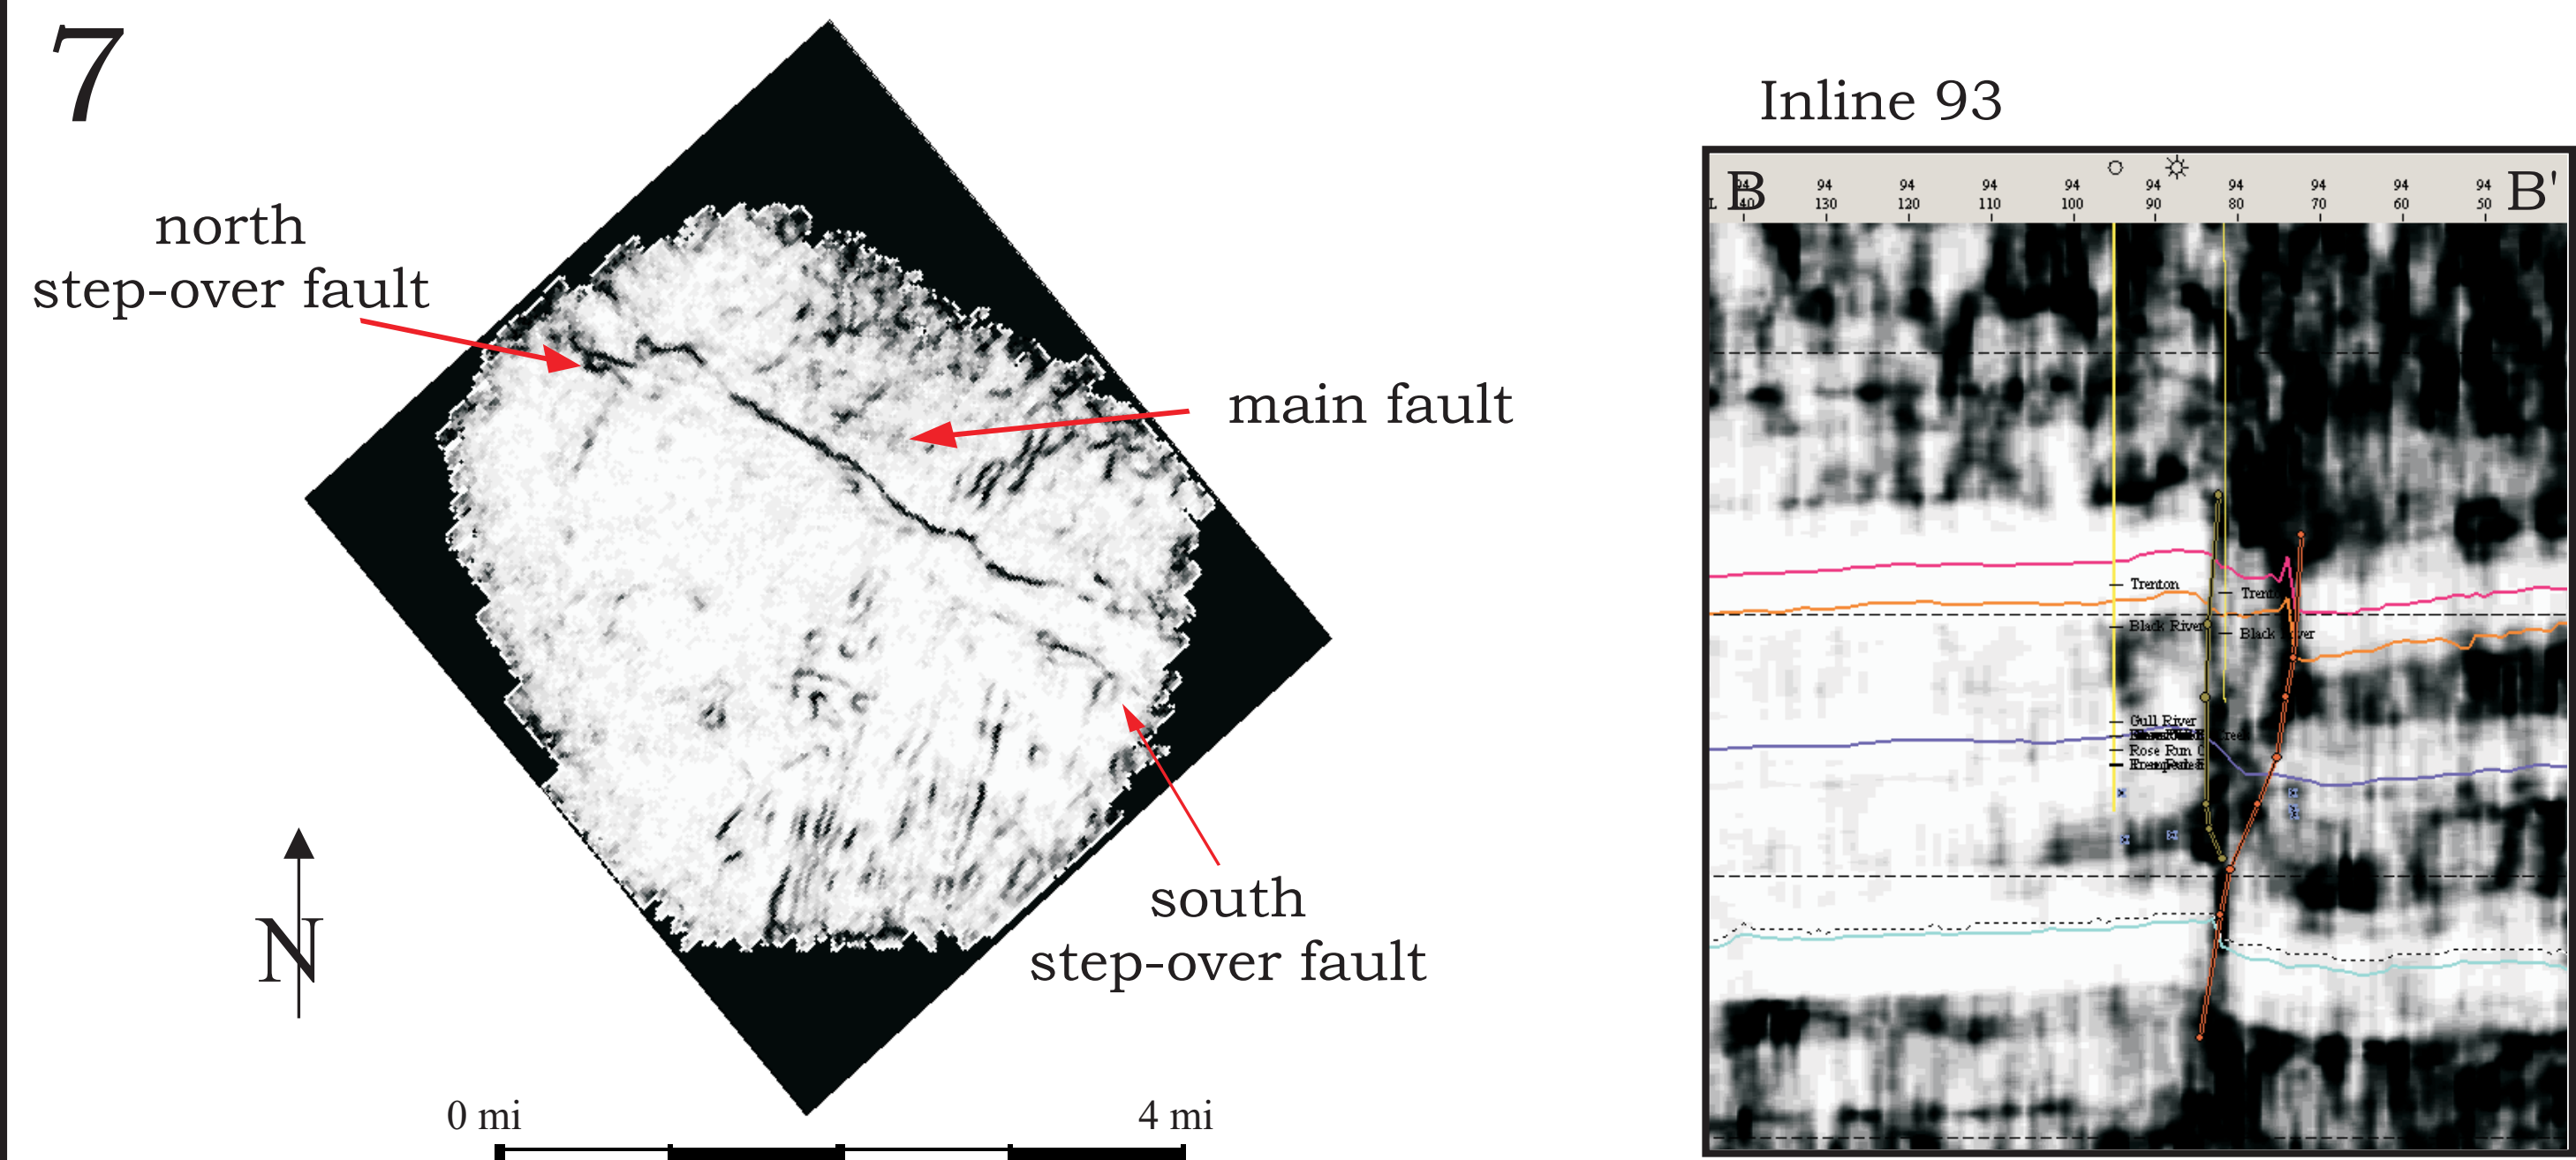 7
north
step-over fault
main fault
south
step-over fault
N
0 mi
4 mi
Inline 93
B
B'
94 94 94 94 94 94 94 94 94 94
L 140 130 120 110 100 90 80 70 60 50
Trenton
Black River
Black River
Gull River
Rose Run